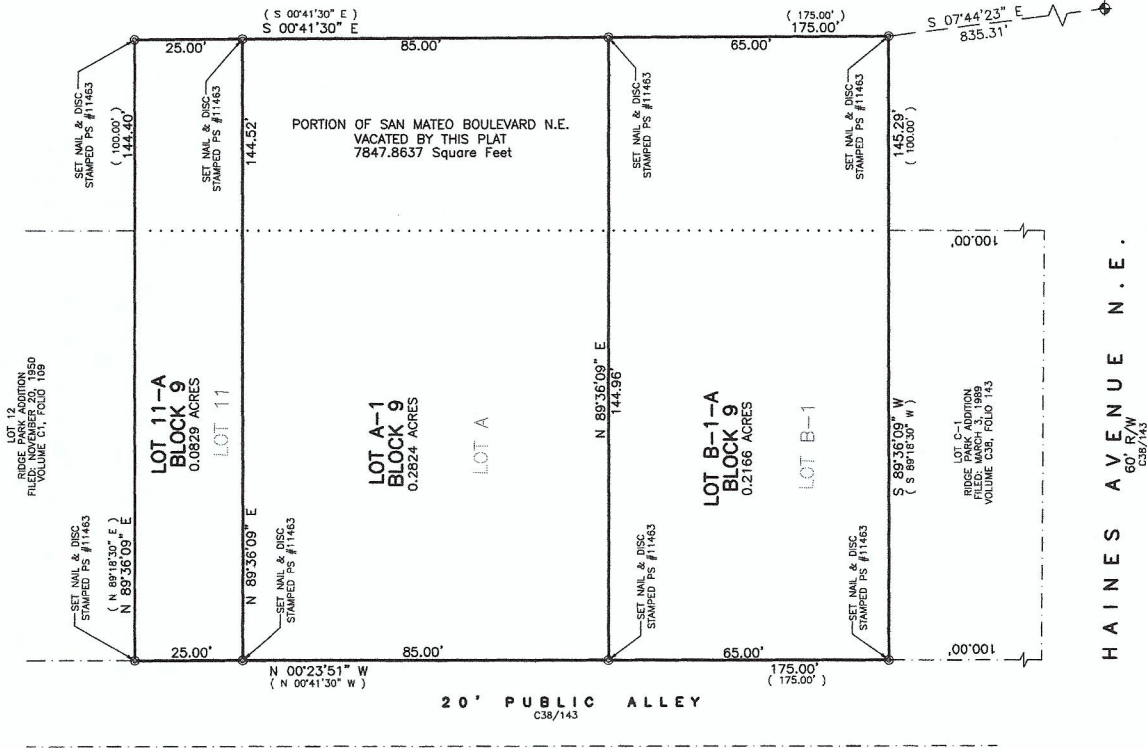 ( S 00°41'30" E )
S 00°41'30" E
25.00'
85.00'
65.00'
( 175.00' )
175.00'
S 07°44'23" E
835.31'
SET NAIL & DISC
STAMPED PS #11463
( 100.00' )
144.40'
SET NAIL & DISC
STAMPED PS #11463
144.52'
PORTION OF SAN MATEO BOULEVARD N.E.
VACATED BY THIS PLAT
7847.8637 Square Feet
SET NAIL & DISC
STAMPED PS #11463
SET NAIL & DISC
STAMPED PS #11463
145.29'
( 100.00' )
100.00'
LOT 12
RIDGE PARK ADDITION
FILED: NOVEMBER 20, 1950
VOLUME C1, FOLIO 109
LOT 11-A
BLOCK 9
0.0829 ACRES
LOT 11
LOT A-1
BLOCK 9
0.2824 ACRES
LOT A
N 89°36'09" E
144.96'
LOT B-1-A
BLOCK 9
0.2166 ACRES
LOT B-1
S 89°36'09" W
( S 89°18'30" W )
LOT C-1
RIDGE PARK ADDITION
FILED: MARCH 3, 1989
VOLUME C38, FOLIO 143
HAINES AVENUE N.E.
60' R/W
C38/143
SET NAIL & DISC
STAMPED PS #11463
( N 89°18'30" E )
N 89°36'09" E
N 89°36'09" E
SET NAIL & DISC
STAMPED PS #11463
SET NAIL & DISC
STAMPED PS #11463
SET NAIL & DISC
STAMPED PS #11463
100.00'
25.00'
85.00'
65.00'
N 00°23'51" W
( N 00°41'30" W )
175.00'
( 175.00' )
20' PUBLIC ALLEY
C38/143